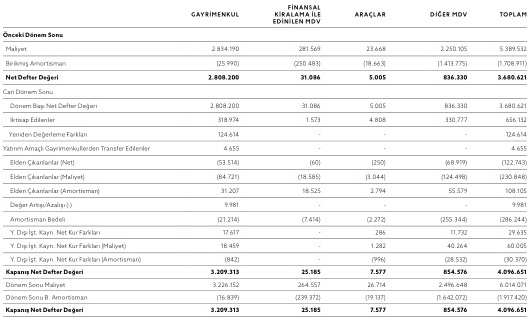 GAYRİMENKUL FİNANSAL KİRALAMA İLE EDİNİLEN MDV ARAÇLAR DİĞER MDV TOPLAM
Önceki Dönem Sonu
Maliyet 2.834.190 281.569 23.668 2.250.105 5.389.532
Birikmiş Amortisman (25.990) (250.483) (18.663) (1.413.775) (1.708.911)
Net Defter Değeri 2.808.200 31.086 5.005 836.330 3.680.621
Cari Dönem Sonu
Dönem Başı Net Defter Değeri 2.808.200 31.086 5.005 836.330 3.680.621
İktisap Edilenler 318.974 1.573 4.808 330.777 656.132
Yeniden Değerleme Farkları 124.614 - - - 124.614
Yatırım Amaçlı Gayrimenkullerden Transfer Edilenler 4.655 - - - 4.655
Elden Çıkarılanlar (Net) (53.514) (60) (250) (68.919) (122.743)
Elden Çıkarılanlar (Maliyet) (84.721) (18.585) (3.044) (124.498) (230.848)
Elden Çıkarılanlar (Amortisman) 31.207 18.525 2.794 55.579 108.105
Değer Artışı/Azalışı (-) 9.981 - - - 9.981
Amortisman Bedeli (21.214) (7.414) (2.272) (255.344) (286.244)
Y. Dışı İşt. Kayn. Net Kur Farkları 17.617 - 286 11.732 29.635
Y. Dışı İşt. Kayn. Net Kur Farkları (Maliyet) 18.459 - 1.282 40.264 60.005
Y. Dışı İşt. Kayn. Net Kur Farkları (Amortisman) (842) - (996) (28.532) (30.370)
Kapanış Net Defter Değeri 3.209.313 25.185 7.577 854.576 4.096.651
Dönem Sonu Maliyet 3.226.152 264.557 26.714 2.496.648 6.014.071
Dönem Sonu B. Amortisman (16.839) (239.372) (19.137) (1.642.072) (1.917.420)
Kapanış Net Defter Değeri 3.209.313 25.185 7.577 854.576 4.096.651